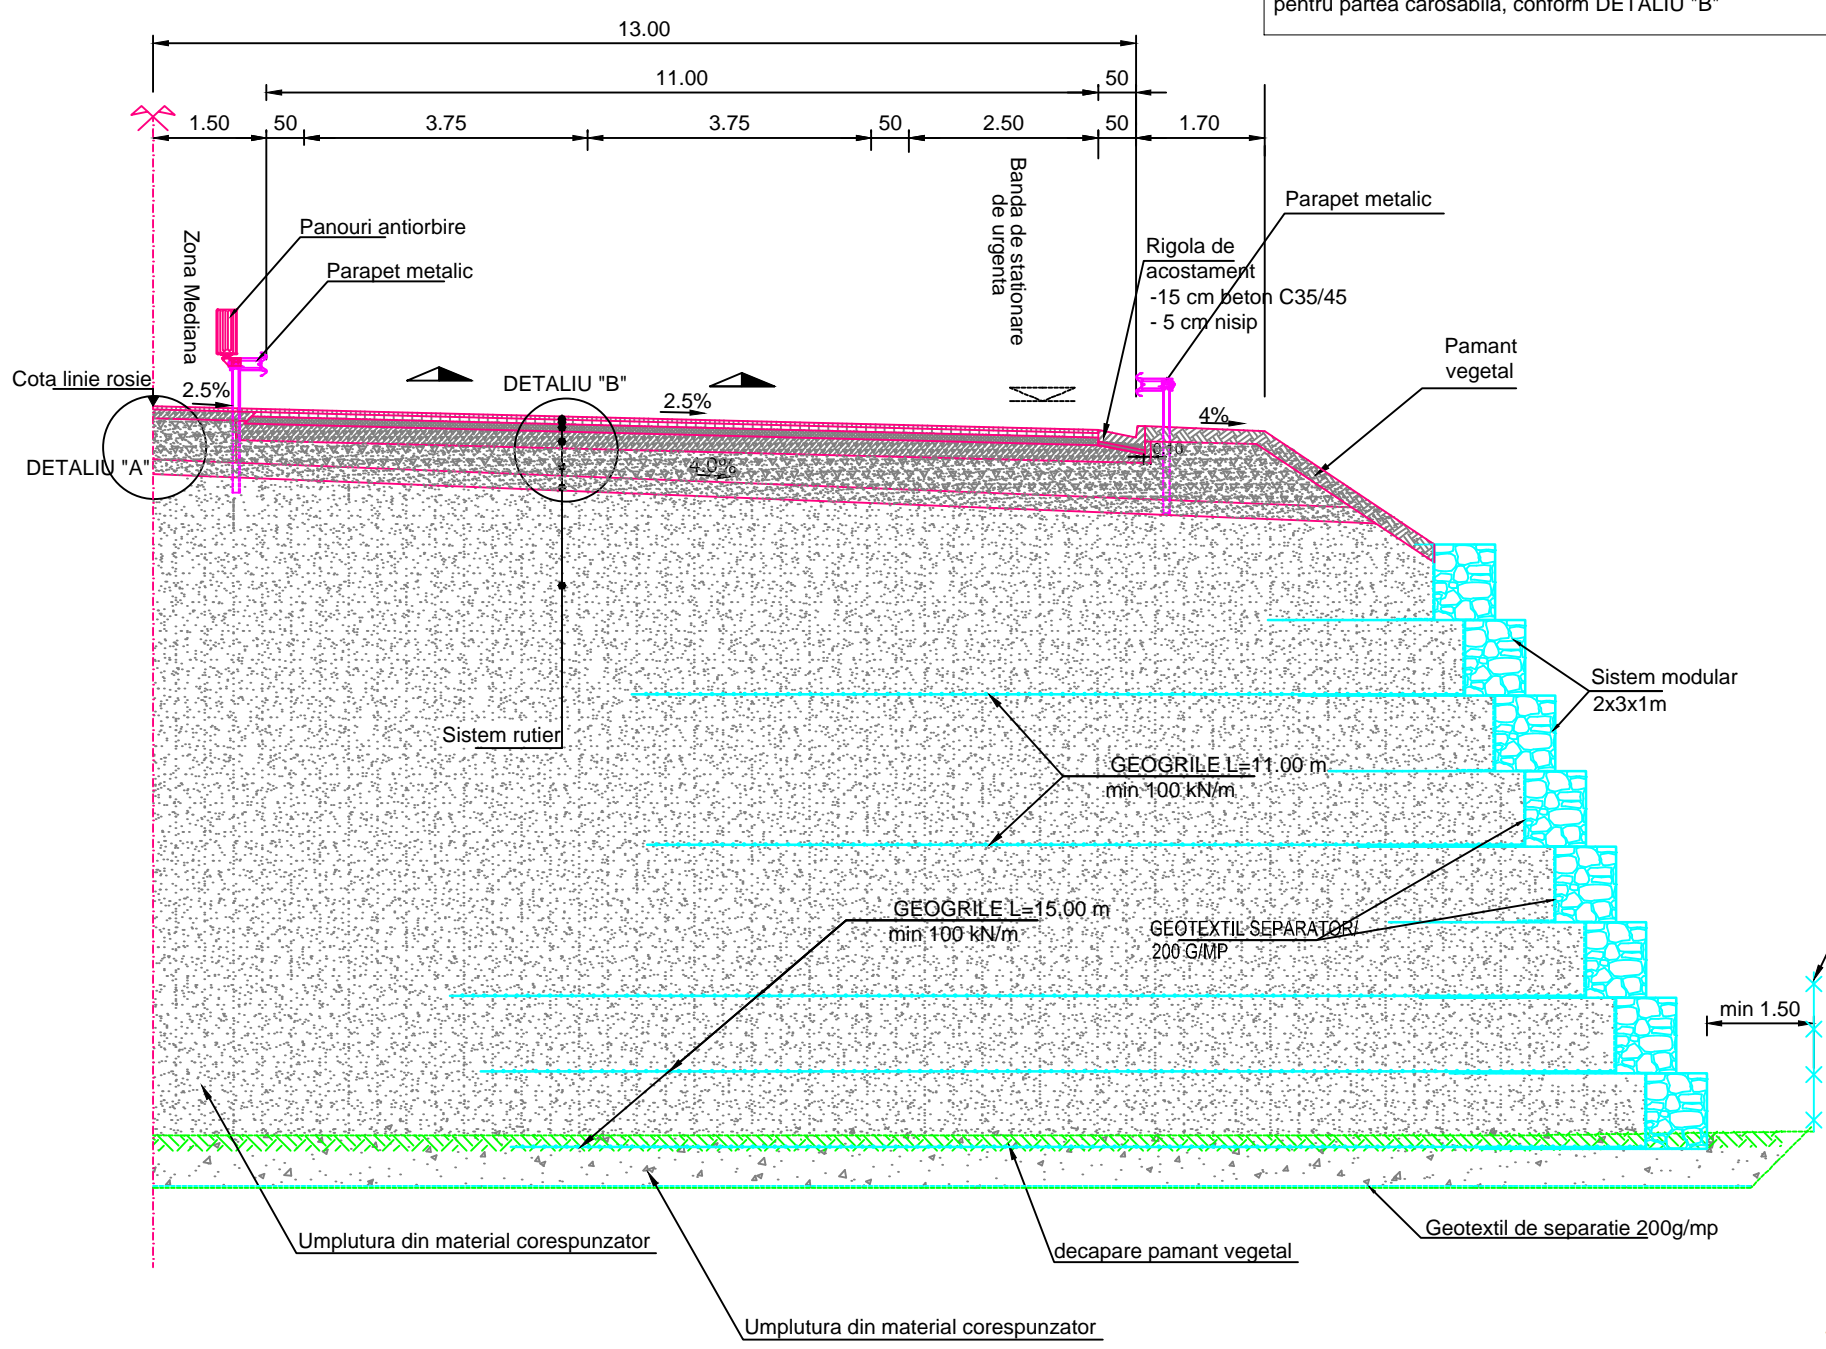 pentru partea carosabila, conform DETALIU "B"
13.00
11.00
50
1.50
50
3.75
3.75
50
2.50
50
1.70
Zona Mediana
Panouri antiorbire
Parapet metalic
Banda de stationare
de urgenta
Parapet metalic
Rigola de
acostament
-15 cm beton C35/45
- 5 cm nisip
Pamant
vegetal
Cota linie rosie
2.5%
DETALIU "B"
2.5%
4%
DETALIU "A"
4.0%
Sistem modular
2x3x1m
Sistem rutier
GEOGRILE L=11.00 m
min 100 kN/m
GEOGRILE L=15.00 m
min 100 kN/m
GEOTEXTIL SEPARATOR
200 G/MP
min 1.50
Umplutura din material corespunzator
decapare pamant vegetal
Geotextil de separatie 200g/mp
Umplutura din material corespunzator